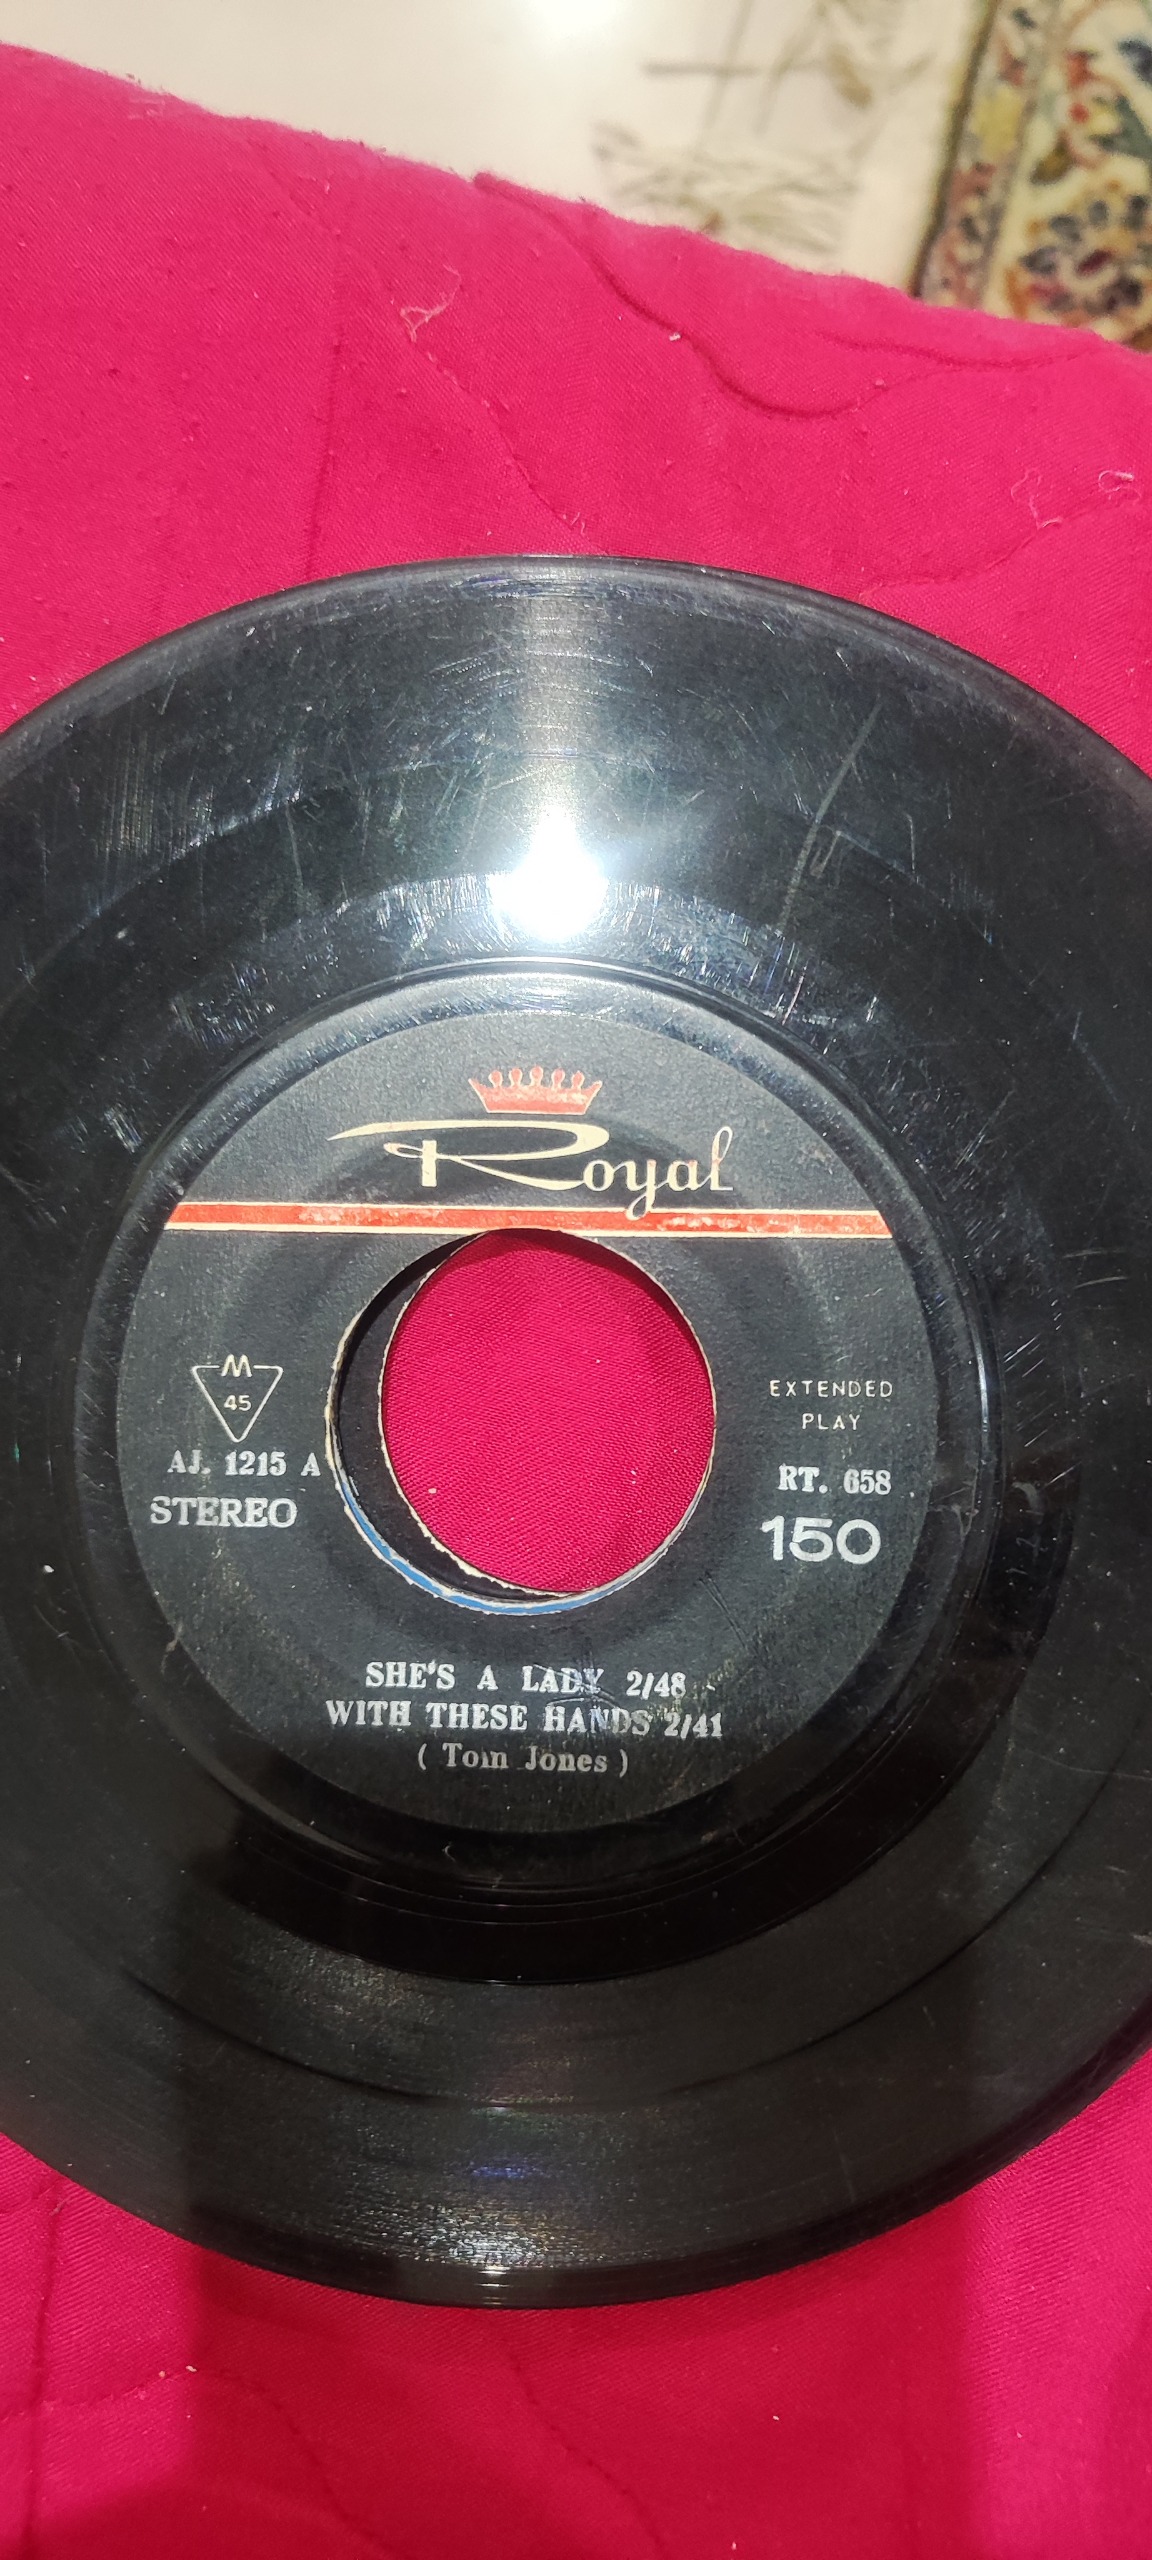 Royal
M
45
AJ. 1215 A
STEREO
EXTENDED
PLAY
RT. 658
150
SHE'S A LADY 2/48
WITH THESE HANDS 2/41
( Tom Jones )